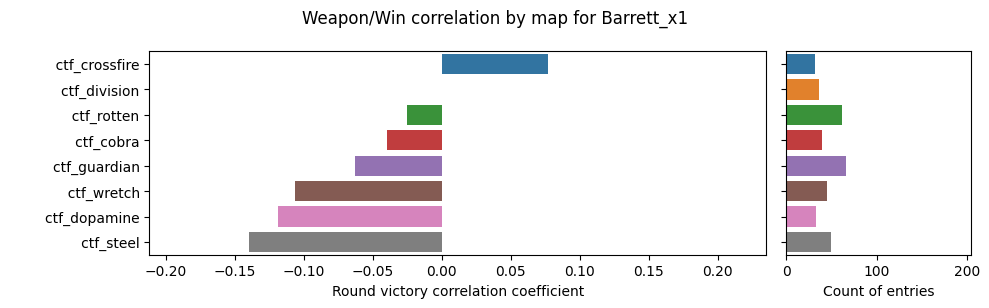 Weapon/Win correlation by map for Barrett_x1
ctf_crossfire
ctf_division
ctf_rotten
ctf_cobra
ctf_guardian
ctf_wretch
ctf_dopamine
ctf_steel
−0.20 −0.15 −0.10 −0.05 0.00 0.05 0.10 0.15 0.20
Round victory correlation coefficient
0 100 200
Count of entries